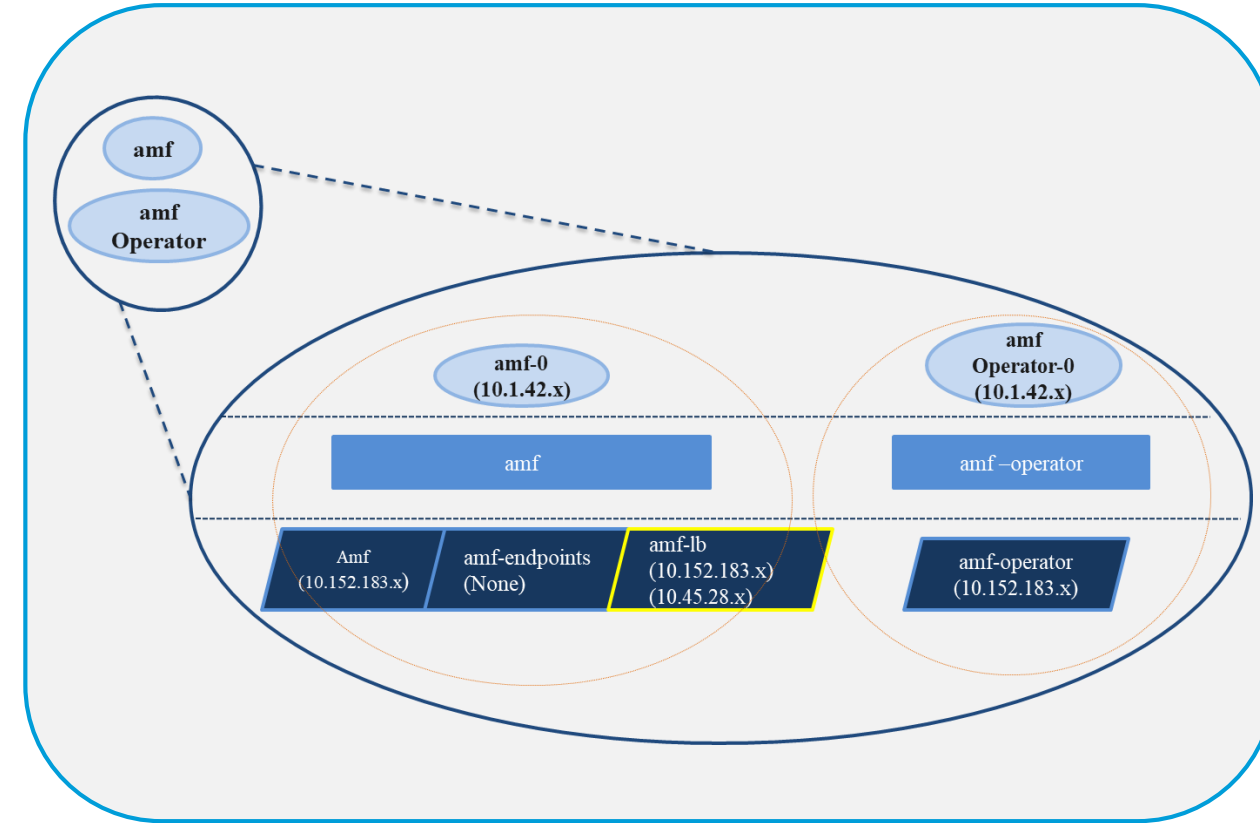 amf
amf
Operator
amf-0
(10.1.42.x)
amf
Operator-0
(10.1.42.x)
amf
amf –operator
Amf
(10.152.183.x)
amf-endpoints
(None)
amf-lb
(10.152.183.x)
(10.45.28.x)
amf-operator
(10.152.183.x)